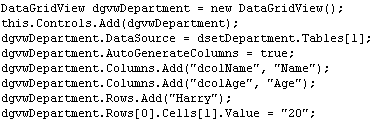 DataGridView dgvwDepartment = new DataGridView();
this.Controls.Add(dgvwDepartment);
dgvwDepartment.DataSource = dsetDepartment.Tables[1];
dgvwDepartment.AutoGenerateColumns = true;
dgvwDepartment.Columns.Add("dcolName", "Name");
dgvwDepartment.Columns.Add("dcolAge", "Age");
dgvwDepartment.Rows.Add("Harry");
dgvwDepartment.Rows[0].Cells[1].Value = "20";